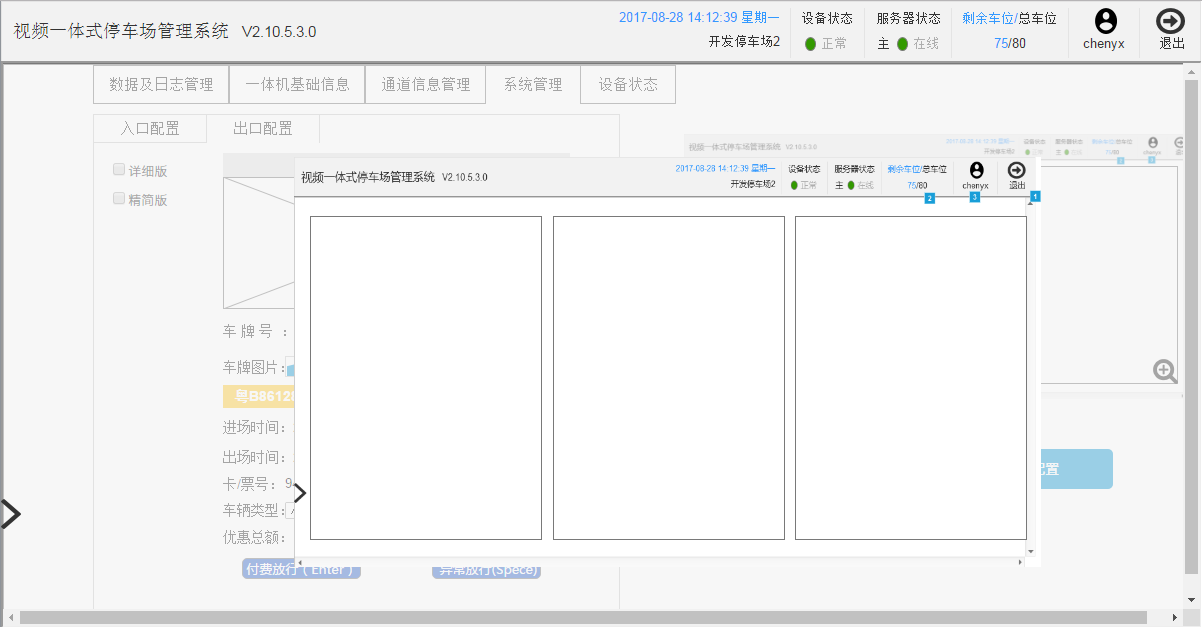 视频一体式停车场管理系统 V2.10.5.3.0
2017-08-28 14:12:39 星期一
开发停车场2
设备状态
正常
服务器状态
主 在线
剩余车位/总车位
75/80
chenyx
退出
数据及日志管理
一体机基础信息
通道信息管理
系统管理
设备状态
入口配置
出口配置
详细版
精简版
视频一体式停车场管理系统 V2.10.5.3.0
2017-08-28 14:12:39 星期一
开发停车场2
设备状态
正常
服务器状态
主 在线
剩余车位/总车位
75/80
chenyx
视频一体式停车场管理系统 V2.10.5.3.0
2017-08-28 14:12:39 星期一
开发停车场2
设备状态
正常
服务器状态
主 在线
剩余车位/总车位
75/80
chenyx
退出
2
3
1
车 牌 号 ：
车牌图片：
粤B8612
进场时间：
出场时间：
卡/票号： 9
车辆类型：
优惠总额：
置
付费放行（Enter ）
异常放行(Spece)